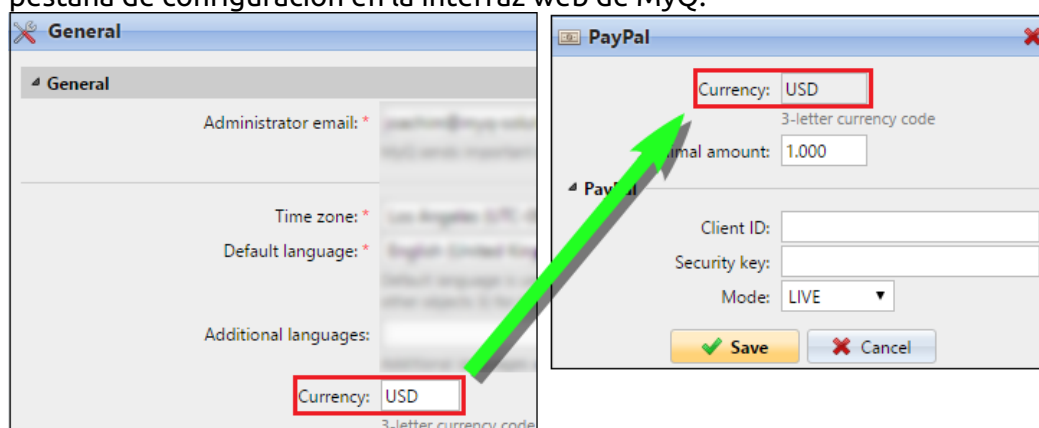 pestaña de configuración en la interfaz web de MyQ.
General
General
Administrator email: *
Time zone: *
Default language: *
Additional languages:
Currency: USD
3-letter currency code
PayPal
Currency: USD
3-letter currency code
amount: 1.000
PayPal
Client ID:
Security key:
Mode: LIVE
Save Cancel